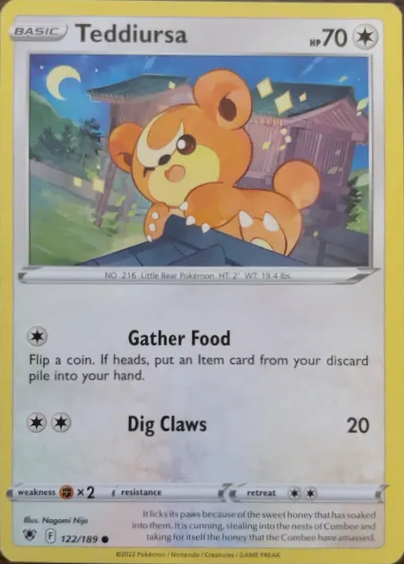 BASIC Teddiursa HP 70
NO. 216 Little Bear Pokémon HT: 2' WT: 19.4 lbs.
Gather Food
Flip a coin. If heads, put an Item card from your discard
pile into your hand.
Dig Claws 20
weakness ×2 resistance retreat
Illus. Nagomi Nijo
It licks its paws because of the sweet honey that has soaked
into them. It is cunning, stealing into the nests of Combee and
taking for itself the honey that the Combee have amassed.
F 122/189
©2022 Pokémon / Nintendo / Creatures / GAME FREAK